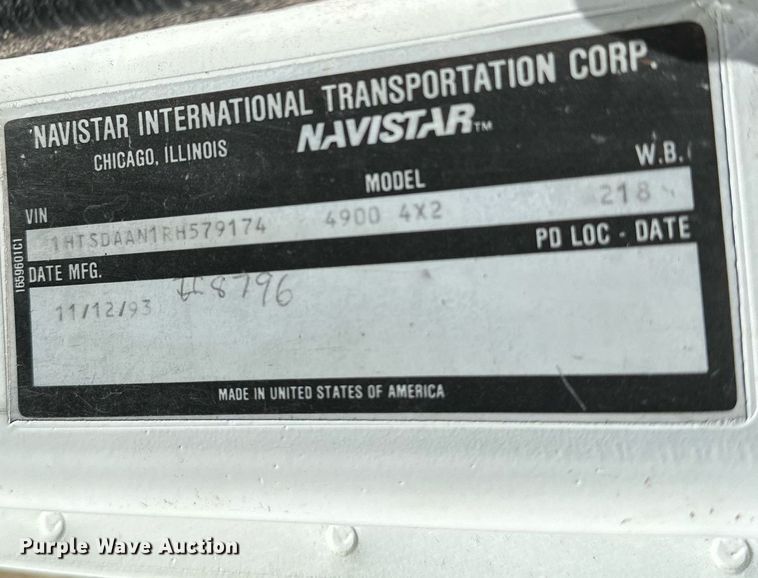 NAVISTAR INTERNATIONAL TRANSPORTATION CORP.
CHICAGO, ILLINOIS NAVISTAR™
VIN MODEL W.B.
1HTSDAAN1RH579174 4900 4X2 218
DATE MFG. PD LOC - DATE
11/12/93 #8796
1659601C1
MADE IN UNITED STATES OF AMERICA
Purple Wave Auction